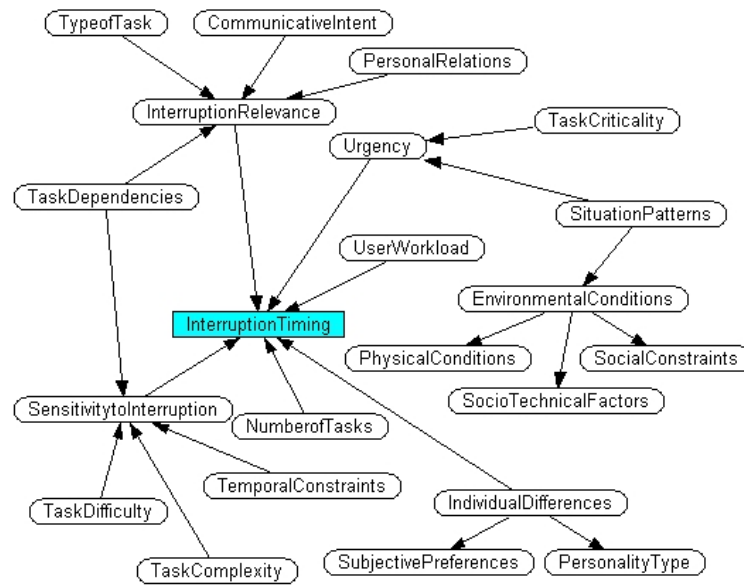 TypeofTask
CommunicativeIntent
PersonalRelations
InterruptionRelevance
TaskCriticality
Urgency
TaskDependencies
SituationPatterns
UserWorkload
EnvironmentalConditions
InterruptionTiming
PhysicalConditions
SocialConstraints
SocioTechnicalFactors
SensitivitytoInterruption
NumberofTasks
TemporalConstraints
IndividualDifferences
TaskDifficulty
SubjectivePreferences
PersonalityType
TaskComplexity